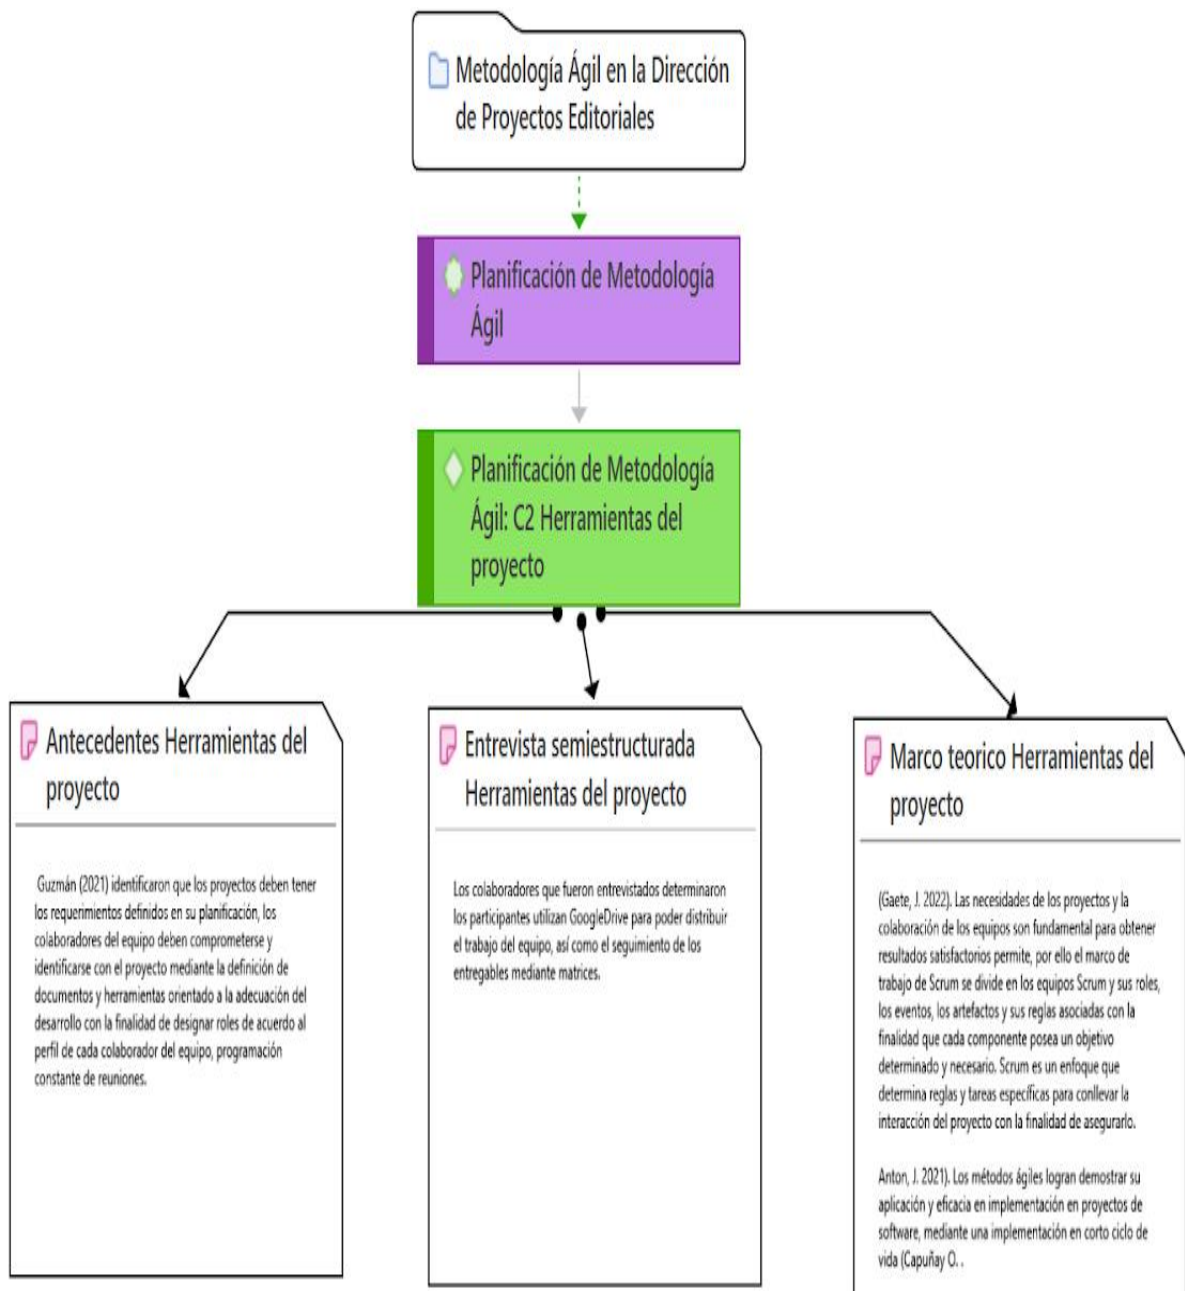 Metodología Ágil en la Dirección
de Proyectos Editoriales
Planificación de Metodología
Ágil
Planificación de Metodología
Ágil: C2 Herramientas del
proyecto
Antecedentes Herramientas del
proyecto
Guzmán (2021) identificaron que los proyectos deben tener
los requerimientos definidos en su planificación, los
colaboradores del equipo deben comprometerse y
identificarse con el proyecto mediante la definición de
documentos y herramientas orientado a la adecuación del
desarrollo con la finalidad de designar roles de acuerdo al
perfil de cada colaborador del equipo, programación
constante de reuniones.
Entrevista semiestructurada
Herramientas del proyecto
Los colaboradores que fueron entrevistados determinaron
los participantes utilizan GoogleDrive para poder distribuir
el trabajo del equipo, así como el seguimiento de los
entregables mediante matrices.
Marco teorico Herramientas del
proyecto
(Gaete, J. 2022). Las necesidades de los proyectos y la
colaboración de los equipos son fundamental para obtener
resultados satisfactorios permite, por ello el marco de
trabajo de Scrum se divide en los equipos Scrum y sus roles,
los eventos, los artefactos y sus reglas asociadas con la
finalidad que cada componente posea un objetivo
determinado y necesario. Scrum es un enfoque que
determina reglas y tareas específicas para conllevar la
interacción del proyecto con la finalidad de asegurarlo.
Anton, J. 2021). Los métodos ágiles logran demostrar su
aplicación y eficacia en implementación en proyectos de
software, mediante una implementación en corto ciclo de
vida (Capuñay O. .